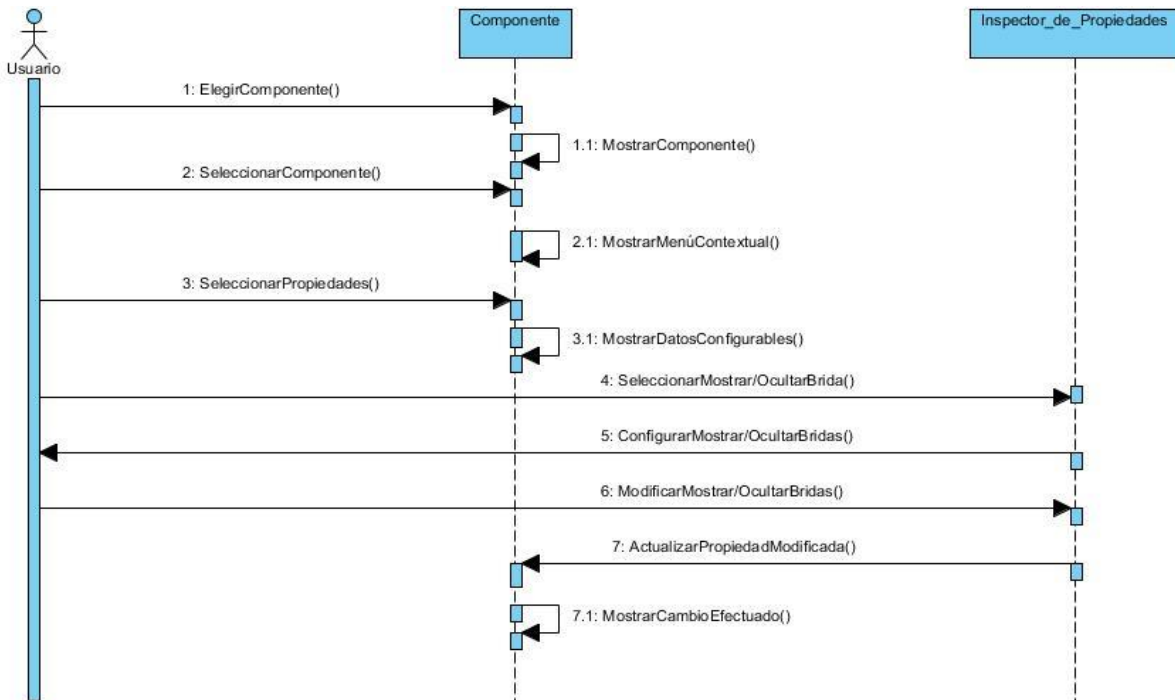 Usuario
Componente
Inspector_de_Propiedades
1: ElegirComponente()
1.1: MostrarComponente()
2: SeleccionarComponente()
2.1: MostrarMenúContextual()
3: SeleccionarPropiedades()
3.1: MostrarDatosConfigurables()
4: SeleccionarMostrar/OcultarBrida()
5: ConfigurarMostrar/OcultarBridas()
6: ModificarMostrar/OcultarBridas()
7: ActualizarPropiedadModificada()
7.1: MostrarCambioEfectuado()